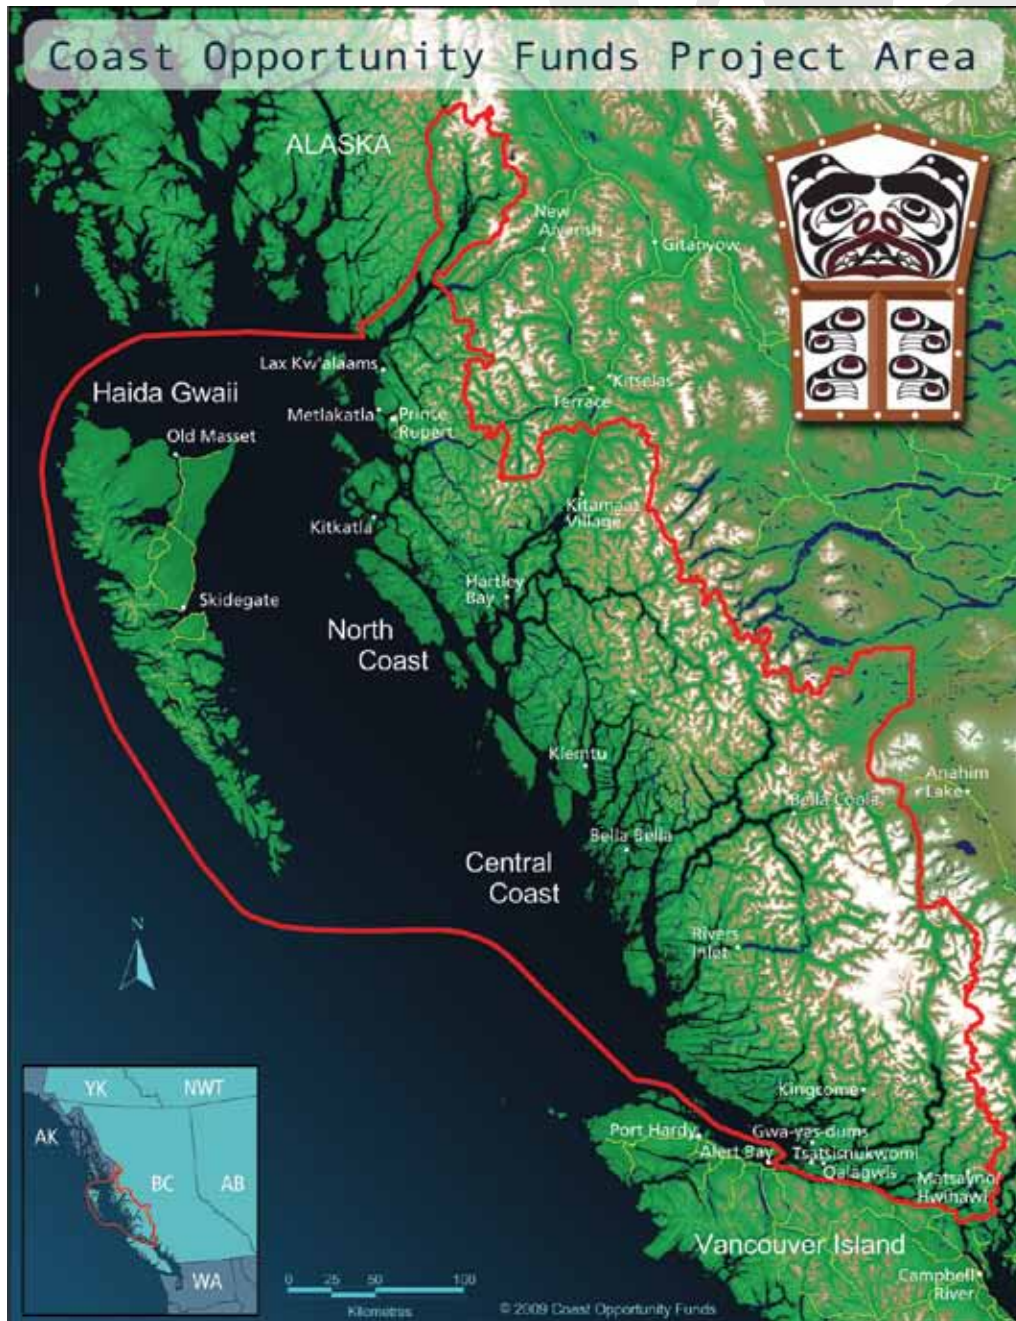 Coast Opportunity Funds Project Area
ALASKA
New
Aiyansh
Gitanyow
Lax Kw'alaams
Kitselas
Haida Gwaii
Terrace
Metlakatla
Prince
Rupert
Old Masset
Kitamaat
Village
Kitkatla
Hartley
Bay
Skidegate
North
Coast
Klemtu
Anahim
Lake
Bella Coola
Bella Bella
Central
Coast
Rivers
Inlet
N
Kingcome
Port Hardy
Gwa-yas-dums
Alert Bay
Tsatsisnukwomi
Qalagwis
Matsayno/
Hwinawi
Vancouver Island
Campbell
River
YK
NWT
AK
BC
AB
WA
0 25 50 100
Kilometres
© 2009 Coast Opportunity Funds